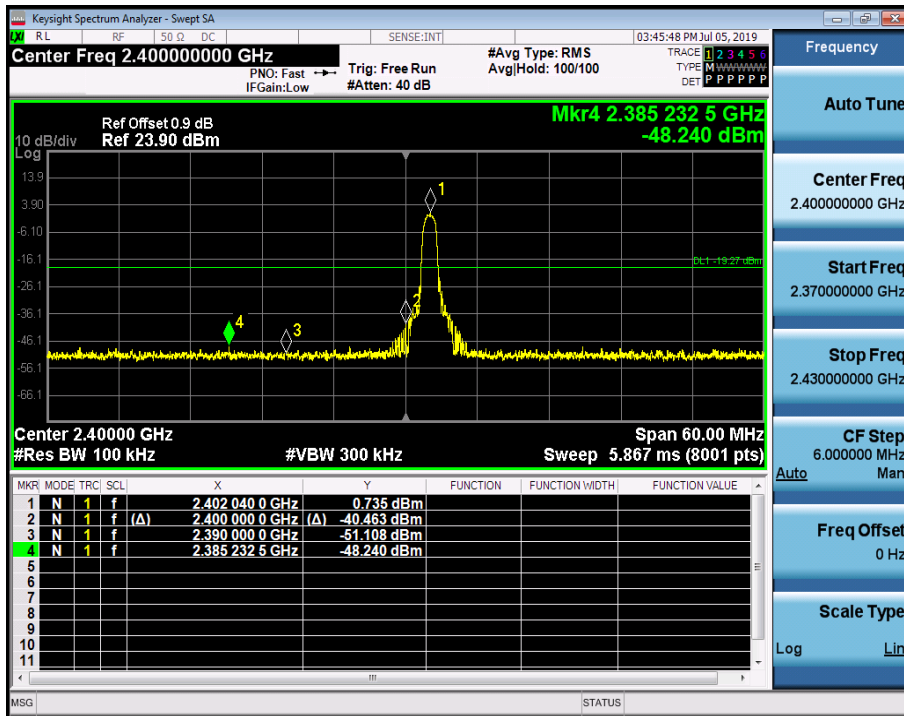 Keysight Spectrum Analyzer - Swept SA
LXI RL RF 50 Ω DC SENSE:INT 03:45:48 PM Jul 05, 2019
Center Freq 2.400000000 GHz
PNO: Fast
IFGain:Low
Trig: Free Run
#Atten: 40 dB
#Avg Type: RMS
Avg|Hold: 100/100
TRACE 1 2 3 4 5 6
TYPE M WWWWW
DET P P P P P P
Mkr4 2.385 232 5 GHz
-48.240 dBm
Ref Offset 0.9 dB
10 dB/div Ref 23.90 dBm
Log
13.9
3.90
-6.10
-16.1
-26.1
-36.1
-46.1
-56.1
-66.1
DL1 -19.27 dBm
1
2
3
4
Center 2.40000 GHz Span 60.00 MHz
#Res BW 100 kHz #VBW 300 kHz Sweep 5.867 ms (8001 pts)
MKR MODE TRC SCL X Y FUNCTION FUNCTION WIDTH FUNCTION VALUE
1 N 1 f 2.402 040 0 GHz 0.735 dBm
2 N 1 f (Δ) 2.400 000 0 GHz (Δ) -40.463 dBm
3 N 1 f 2.390 000 0 GHz -51.108 dBm
4 N 1 f 2.385 232 5 GHz -48.240 dBm
5
6
7
8
9
10
11
MSG STATUS
Frequency
Auto Tune
Center Freq
2.400000000 GHz
Start Freq
2.370000000 GHz
Stop Freq
2.430000000 GHz
CF Step
6.000000 MHz
Auto Man
Freq Offset
0 Hz
Scale Type
Log Lin